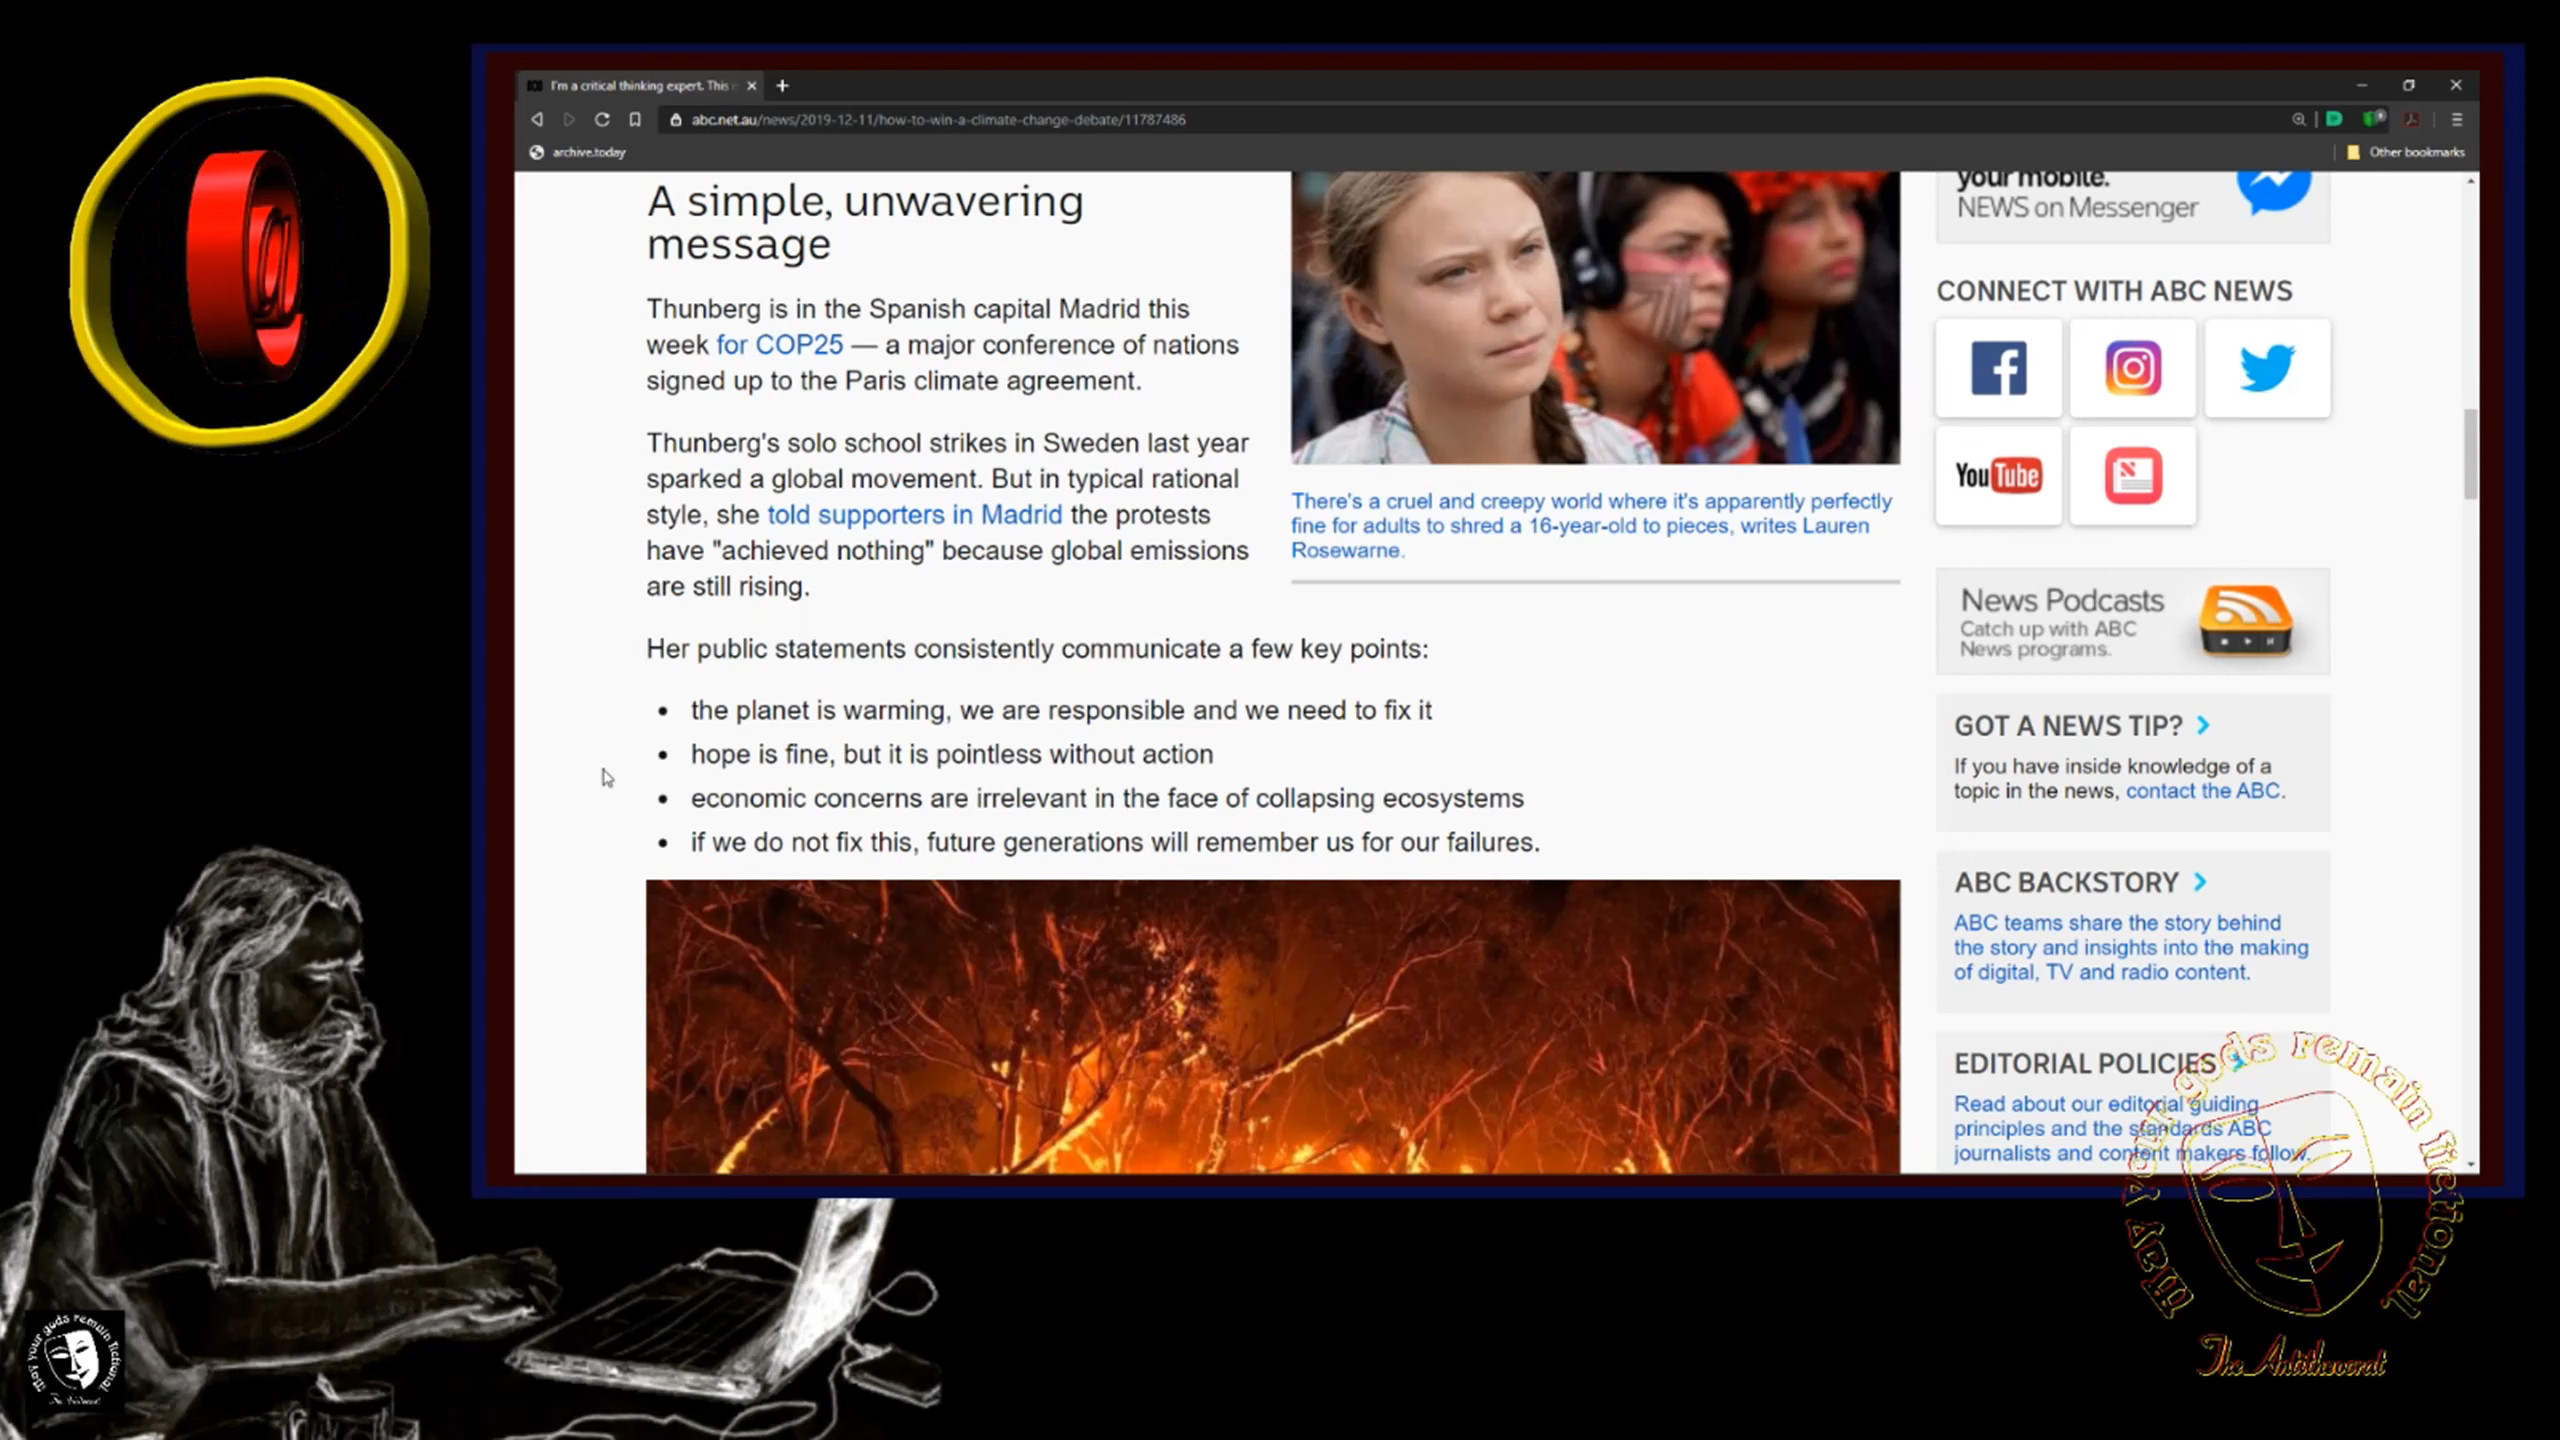 I'm a critical thinking expert. This i
abc.net.au/news/2019-12-11/how-to-win-a-climate-change-debate/11787486
archive.today
Other bookmarks
A simple, unwavering
message
Thunberg is in the Spanish capital Madrid this
week for COP25 — a major conference of nations
signed up to the Paris climate agreement.
Thunberg's solo school strikes in Sweden last year
sparked a global movement. But in typical rational
style, she told supporters in Madrid the protests
have "achieved nothing" because global emissions
are still rising.
There's a cruel and creepy world where it's apparently perfectly
fine for adults to shred a 16-year-old to pieces, writes Lauren
Rosewarne.
Her public statements consistently communicate a few key points:
• the planet is warming, we are responsible and we need to fix it
• hope is fine, but it is pointless without action
• economic concerns are irrelevant in the face of collapsing ecosystems
• if we do not fix this, future generations will remember us for our failures.
your mobile.
NEWS on Messenger
CONNECT WITH ABC NEWS
YouTube
News Podcasts
Catch up with ABC
News programs.
GOT A NEWS TIP?
If you have inside knowledge of a
topic in the news, contact the ABC.
ABC BACKSTORY
ABC teams share the story behind
the story and insights into the making
of digital, TV and radio content.
EDITORIAL POLICIES
Read about our editorial guiding
principles and the standards ABC
journalists and content makers follow.
May your gods remain fictional
The Antitheocrat
May your gods remain fictional